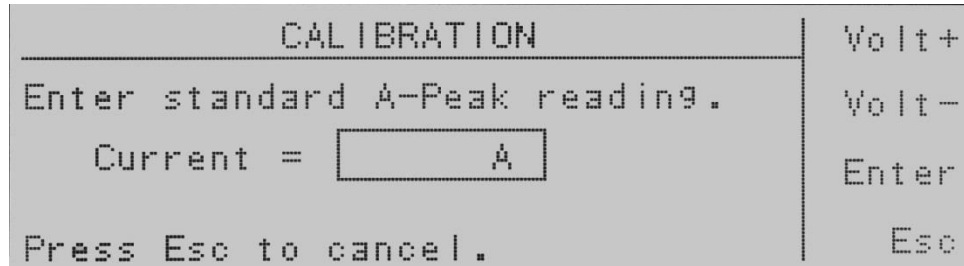 CALIBRATION
Enter standard A-Peak reading.
Current = A
Press Esc to cancel.
Volt+
Volt-
Enter
Esc